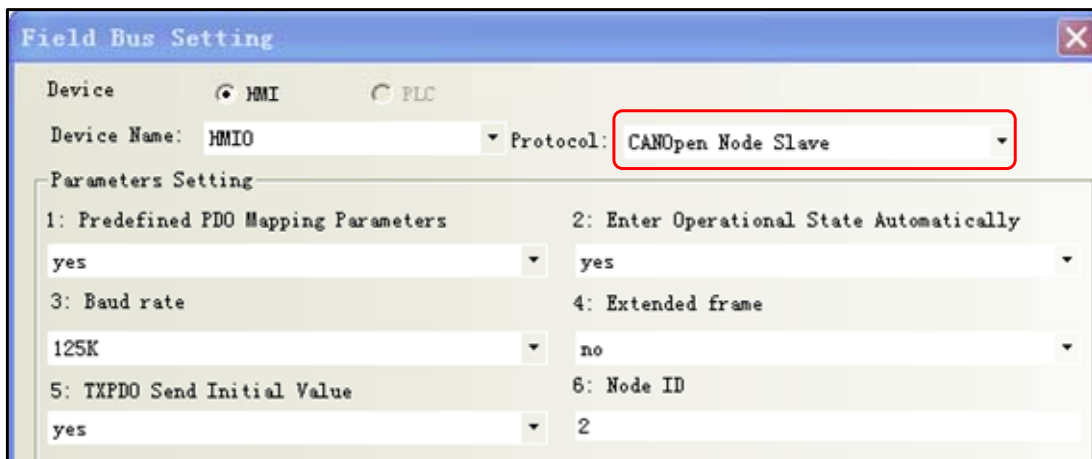 Field Bus Setting
Device HMI PLC
Device Name: HMI0 Protocol: CANOpen Node Slave
Parameters Setting
1: Predefined PDO Mapping Parameters 2: Enter Operational State Automatically
yes yes
3: Baud rate 4: Extended frame
125K no
5: TXPDO Send Initial Value 6: Node ID
yes 2